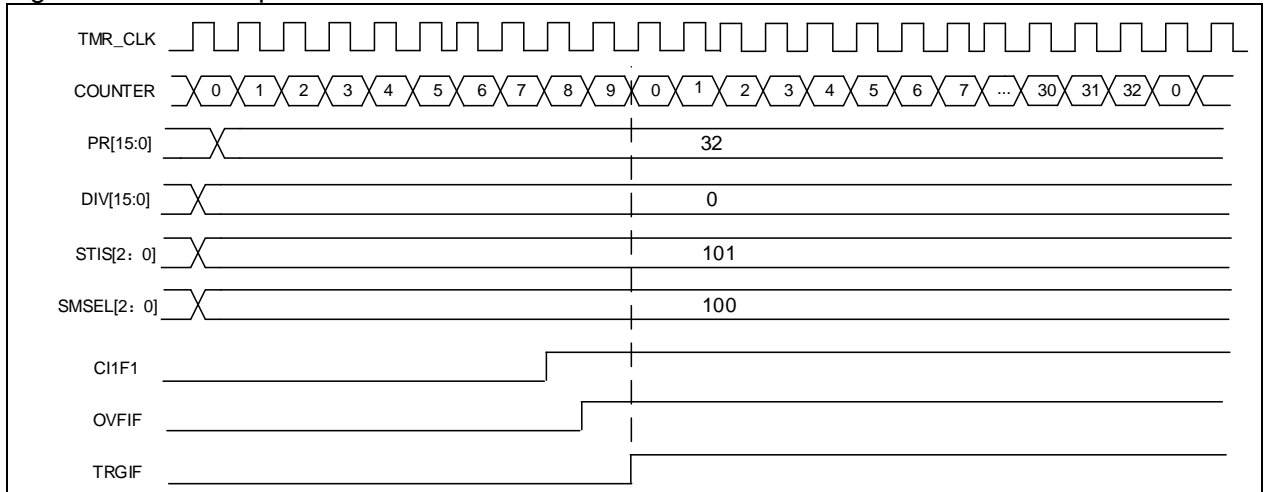 TMR_CLK
COUNTER 0 1 2 3 4 5 6 7 8 9 0 1 2 3 4 5 6 7 ... 30 31 32 0
PR[15:0] 32
DIV[15:0] 0
STIS[2：0] 101
SMSEL[2：0] 100
CI1F1
OVFIF
TRGIF